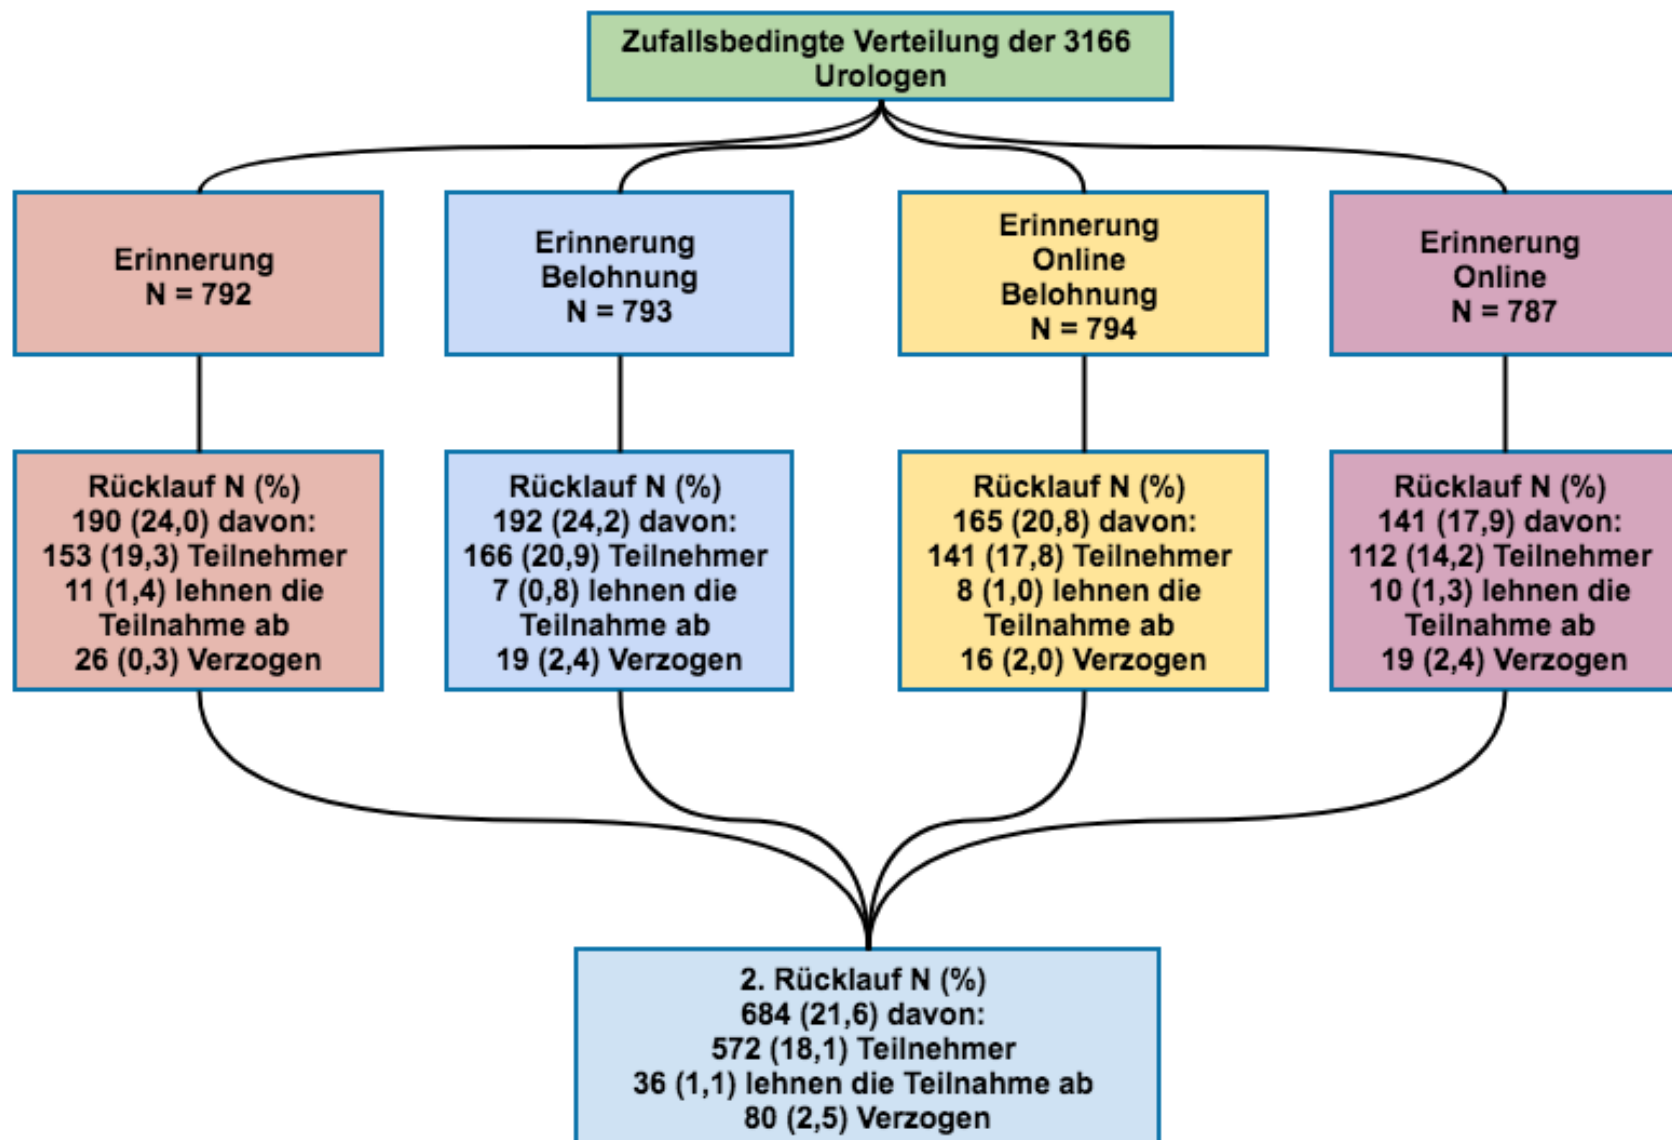 Zufallsbedingte Verteilung der 3166
Urologen
Erinnerung
N = 792
Erinnerung
Belohnung
N = 793
Erinnerung
Online
Belohnung
N = 794
Erinnerung
Online
N = 787
Rücklauf N (%)
190 (24,0) davon:
153 (19,3) Teilnehmer
11 (1,4) lehnen die
Teilnahme ab
26 (0,3) Verzogen
Rücklauf N (%)
192 (24,2) davon:
166 (20,9) Teilnehmer
7 (0,8) lehnen die
Teilnahme ab
19 (2,4) Verzogen
Rücklauf N (%)
165 (20,8) davon:
141 (17,8) Teilnehmer
8 (1,0) lehnen die
Teilnahme ab
16 (2,0) Verzogen
Rücklauf N (%)
141 (17,9) davon:
112 (14,2) Teilnehmer
10 (1,3) lehnen die
Teilnahme ab
19 (2,4) Verzogen
2. Rücklauf N (%)
684 (21,6) davon:
572 (18,1) Teilnehmer
36 (1,1) lehnen die Teilnahme ab
80 (2,5) Verzogen